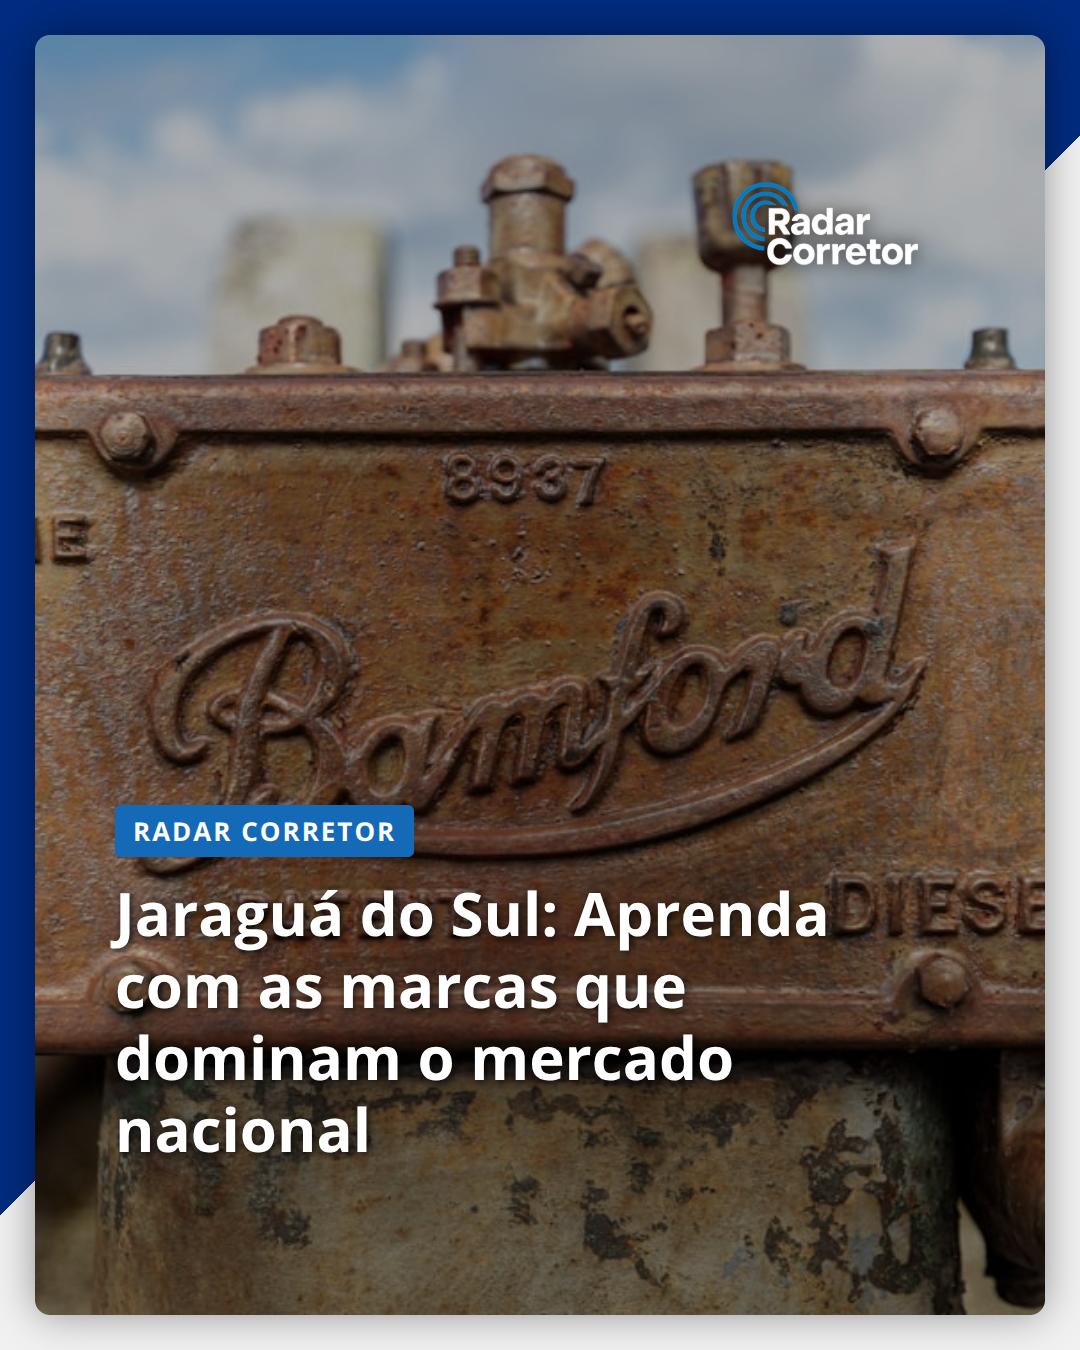 Radar
Corretor
8937
Bamford
RADAR CORRETOR
Jaraguá do Sul: Aprenda
com as marcas que
dominam o mercado
nacional